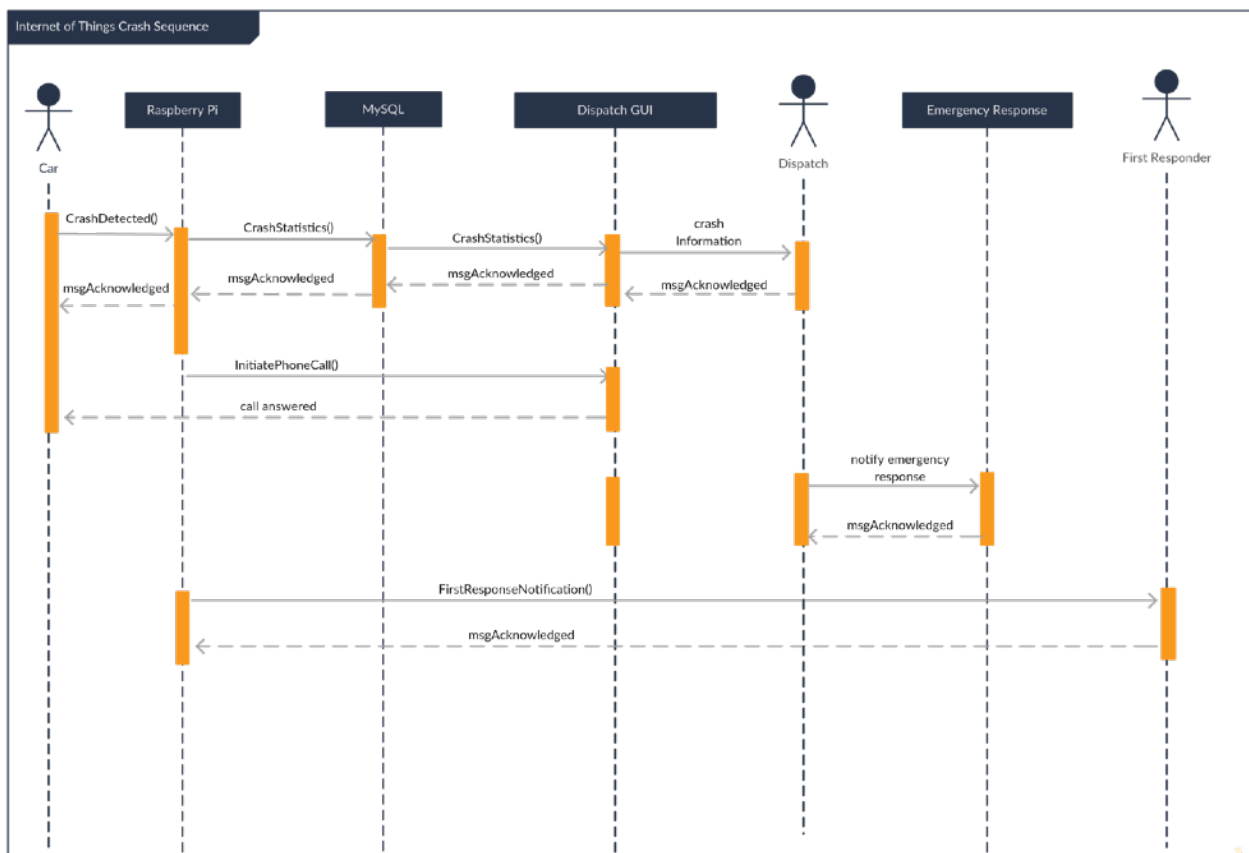 Internet of Things Crash Sequence
Raspberry Pi
MySQL
Dispatch GUI
Emergency Response
Car
Dispatch
First Responder
CrashDetected()
CrashStatistics()
CrashStatistics()
crash
Information
msgAcknowledged
msgAcknowledged
msgAcknowledged
msgAcknowledged
InitiatePhoneCall()
call answered
notify emergency
response
msgAcknowledged
FirstResponseNotification()
msgAcknowledged